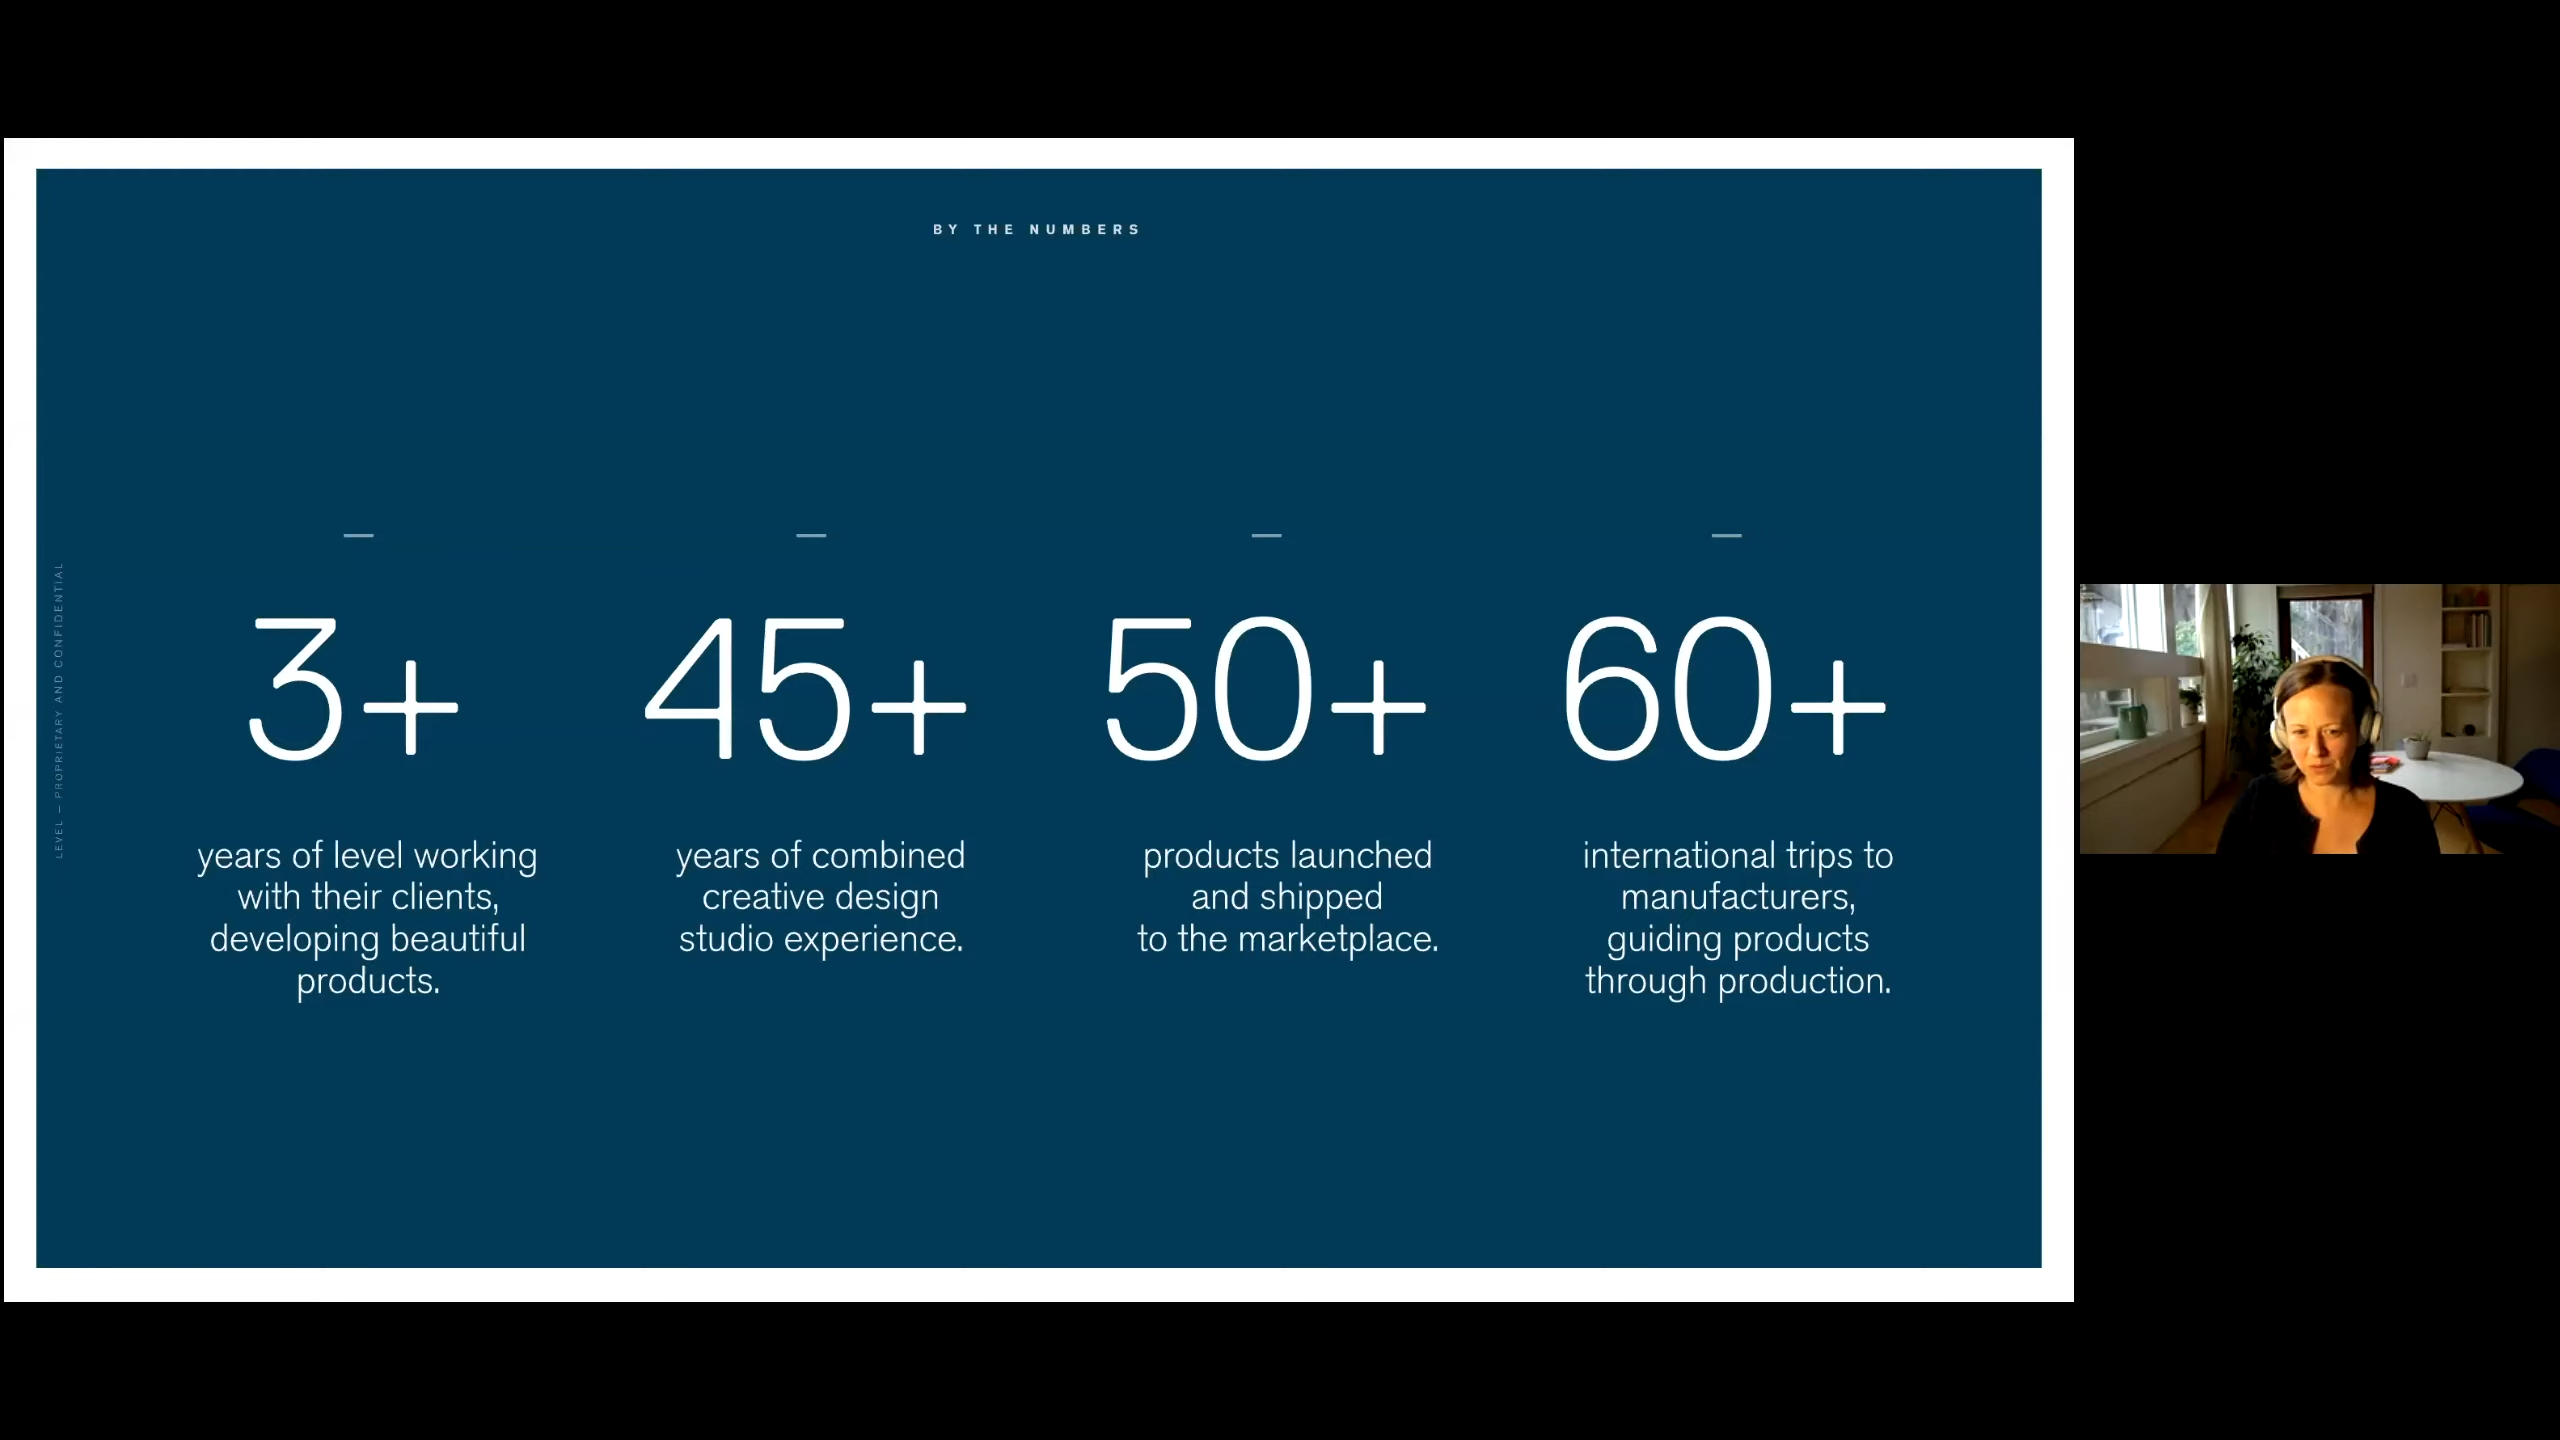 BY THE NUMBERS
LEVEL — PROPRIETARY AND CONFIDENTIAL
3+
years of level working
with their clients,
developing beautiful
products.
45+
years of combined
creative design
studio experience.
50+
products launched
and shipped
to the marketplace.
60+
international trips to
manufacturers,
guiding products
through production.